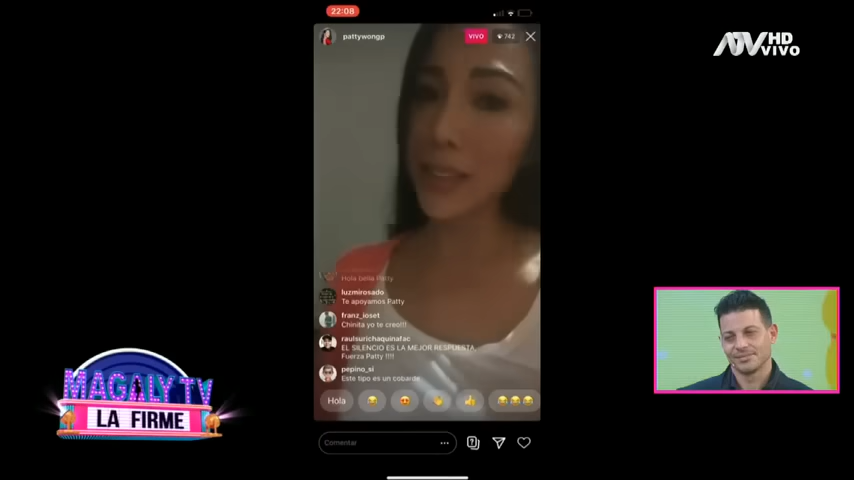 22:08
pattywongp
VIVO
742
ATV HD
VIVO
Hola bella Patty
luzmirosado
Te apoyamos Patty
franz_ioset
Chinita yo te creo!!!
raulsurichaquinafac
EL SILENCIO ES LA MEJOR RESPUESTA,
Fuerza Patty !!!!
pepino_si
Este tipo es un cobarde
Hola
Comentar
MAGALY TV
LA FIRME